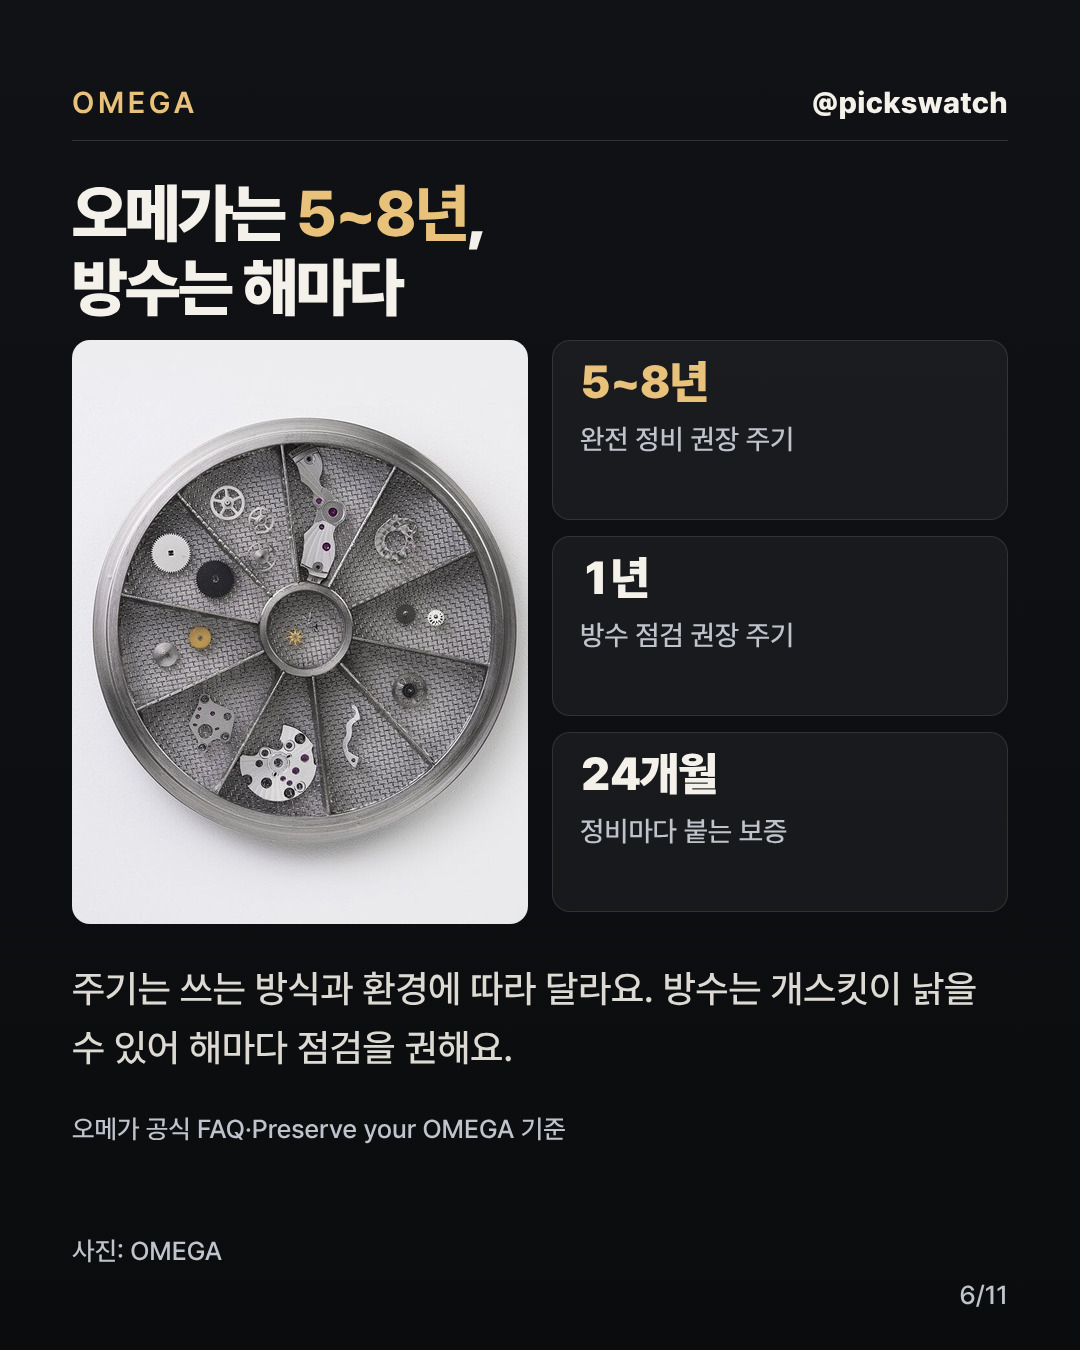 OMEGA
@pickswatch
오메가는 5~8년,
방수는 해마다
5~8년
완전 정비 권장 주기
1년
방수 점검 권장 주기
24개월
정비마다 붙는 보증
주기는 쓰는 방식과 환경에 따라 달라요. 방수는 개스킷이 낡을
수 있어 해마다 점검을 권해요.
오메가 공식 FAQ·Preserve your OMEGA 기준
사진: OMEGA
6/11